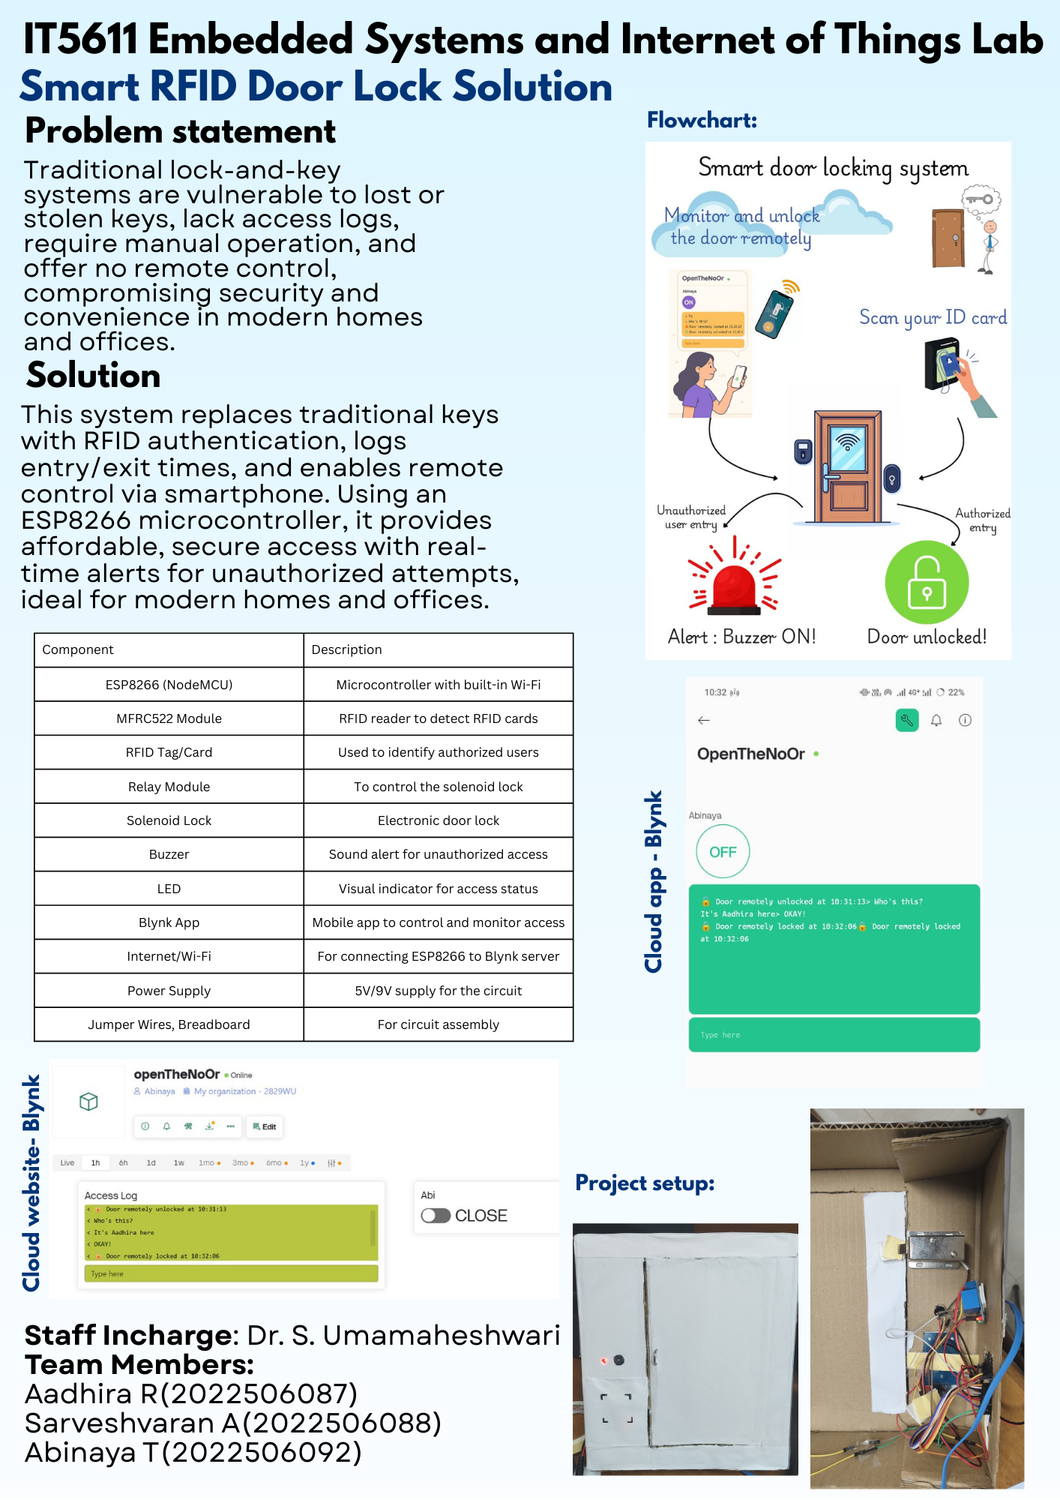 IT5611 Embedded Systems and Internet of Things Lab
Smart RFID Door Lock Solution
Problem statement
Traditional lock-and-key
systems are vulnerable to lost or
stolen keys, lack access logs,
require manual operation, and
offer no remote control,
compromising security and
convenience in modern homes
and offices.
Solution
This system replaces traditional keys
with RFID authentication, logs
entry/exit times, and enables remote
control via smartphone. Using an
ESP8266 microcontroller, it provides
affordable, secure access with real-
time alerts for unauthorized attempts,
ideal for modern homes and offices.
Flowchart:
Smart door locking system
Monitor and unlock
the door remotely
OpenTheNoOr
Abinaya
ON
Type here
Scan your ID card
Unauthorized
user entry
Authorized
entry
Alert : Buzzer ON!
Door unlocked!
Component Description
ESP8266 (NodeMCU) Microcontroller with built-in Wi-Fi
MFRC522 Module RFID reader to detect RFID cards
RFID Tag/Card Used to identify authorized users
Relay Module To control the solenoid lock
Solenoid Lock Electronic door lock
Buzzer Sound alert for unauthorized access
LED Visual indicator for access status
Blynk App Mobile app to control and monitor access
Internet/Wi-Fi For connecting ESP8266 to Blynk server
Power Supply 5V/9V supply for the circuit
Jumper Wires, Breadboard For circuit assembly
Cloud app - Blynk
10:32 4G+ 22%
OpenTheNoOr
Abinaya
OFF
🔓 Door remotely unlocked at 10:31:13> Who's this?
It's Aadhira here> OKAY!
🔒 Door remotely locked at 10:32:06🔒 Door remotely locked
at 10:32:06
Type here
Cloud website- Blynk
openTheNoOr Online
Abinaya My organization - 2829WU
Edit
Live 1h 6h 1d 1w 1mo 3mo 6mo 1y
Access Log
< 🔓 Door remotely unlocked at 10:31:13
< Who's this?
< It's Aadhira here
< OKAY!
< 🔒 Door remotely locked at 10:32:06
Type here
Abi
CLOSE
Project setup:
Staff Incharge: Dr. S. Umamaheshwari
Team Members:
Aadhira R(2022506087)
Sarveshvaran A(2022506088)
Abinaya T(2022506092)